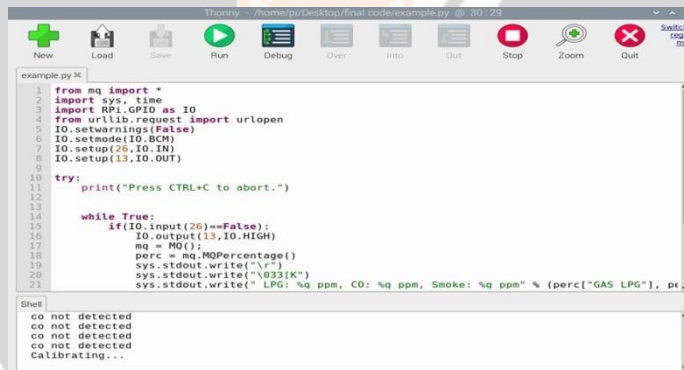 Thonny - /home/pi/Desktop/final code/example.py @ 30:29
New Load Save Run Debug Over Into Out Stop Zoom Quit
Switch
reg
m
example.py ×
1 from mq import *
2 import sys, time
3 import RPi.GPIO as IO
4 from urllib.request import urlopen
5 IO.setwarnings(False)
6 IO.setmode(IO.BCM)
7 IO.setup(26,IO.IN)
8 IO.setup(13,IO.OUT)
9
10 try:
11     print("Press CTRL+C to abort.")
12
13
14     while True:
15         if(IO.input(26)==False):
16             IO.output(13,IO.HIGH)
17             mq = MQ();
18             perc = mq.MQPercentage()
19             sys.stdout.write("\r")
20             sys.stdout.write("\033[K")
21             sys.stdout.write(" LPG: %g ppm, CO: %g ppm, Smoke: %g ppm" % (perc["GAS LPG"], pe
Shell
co not detected
co not detected
co not detected
co not detected
Calibrating...